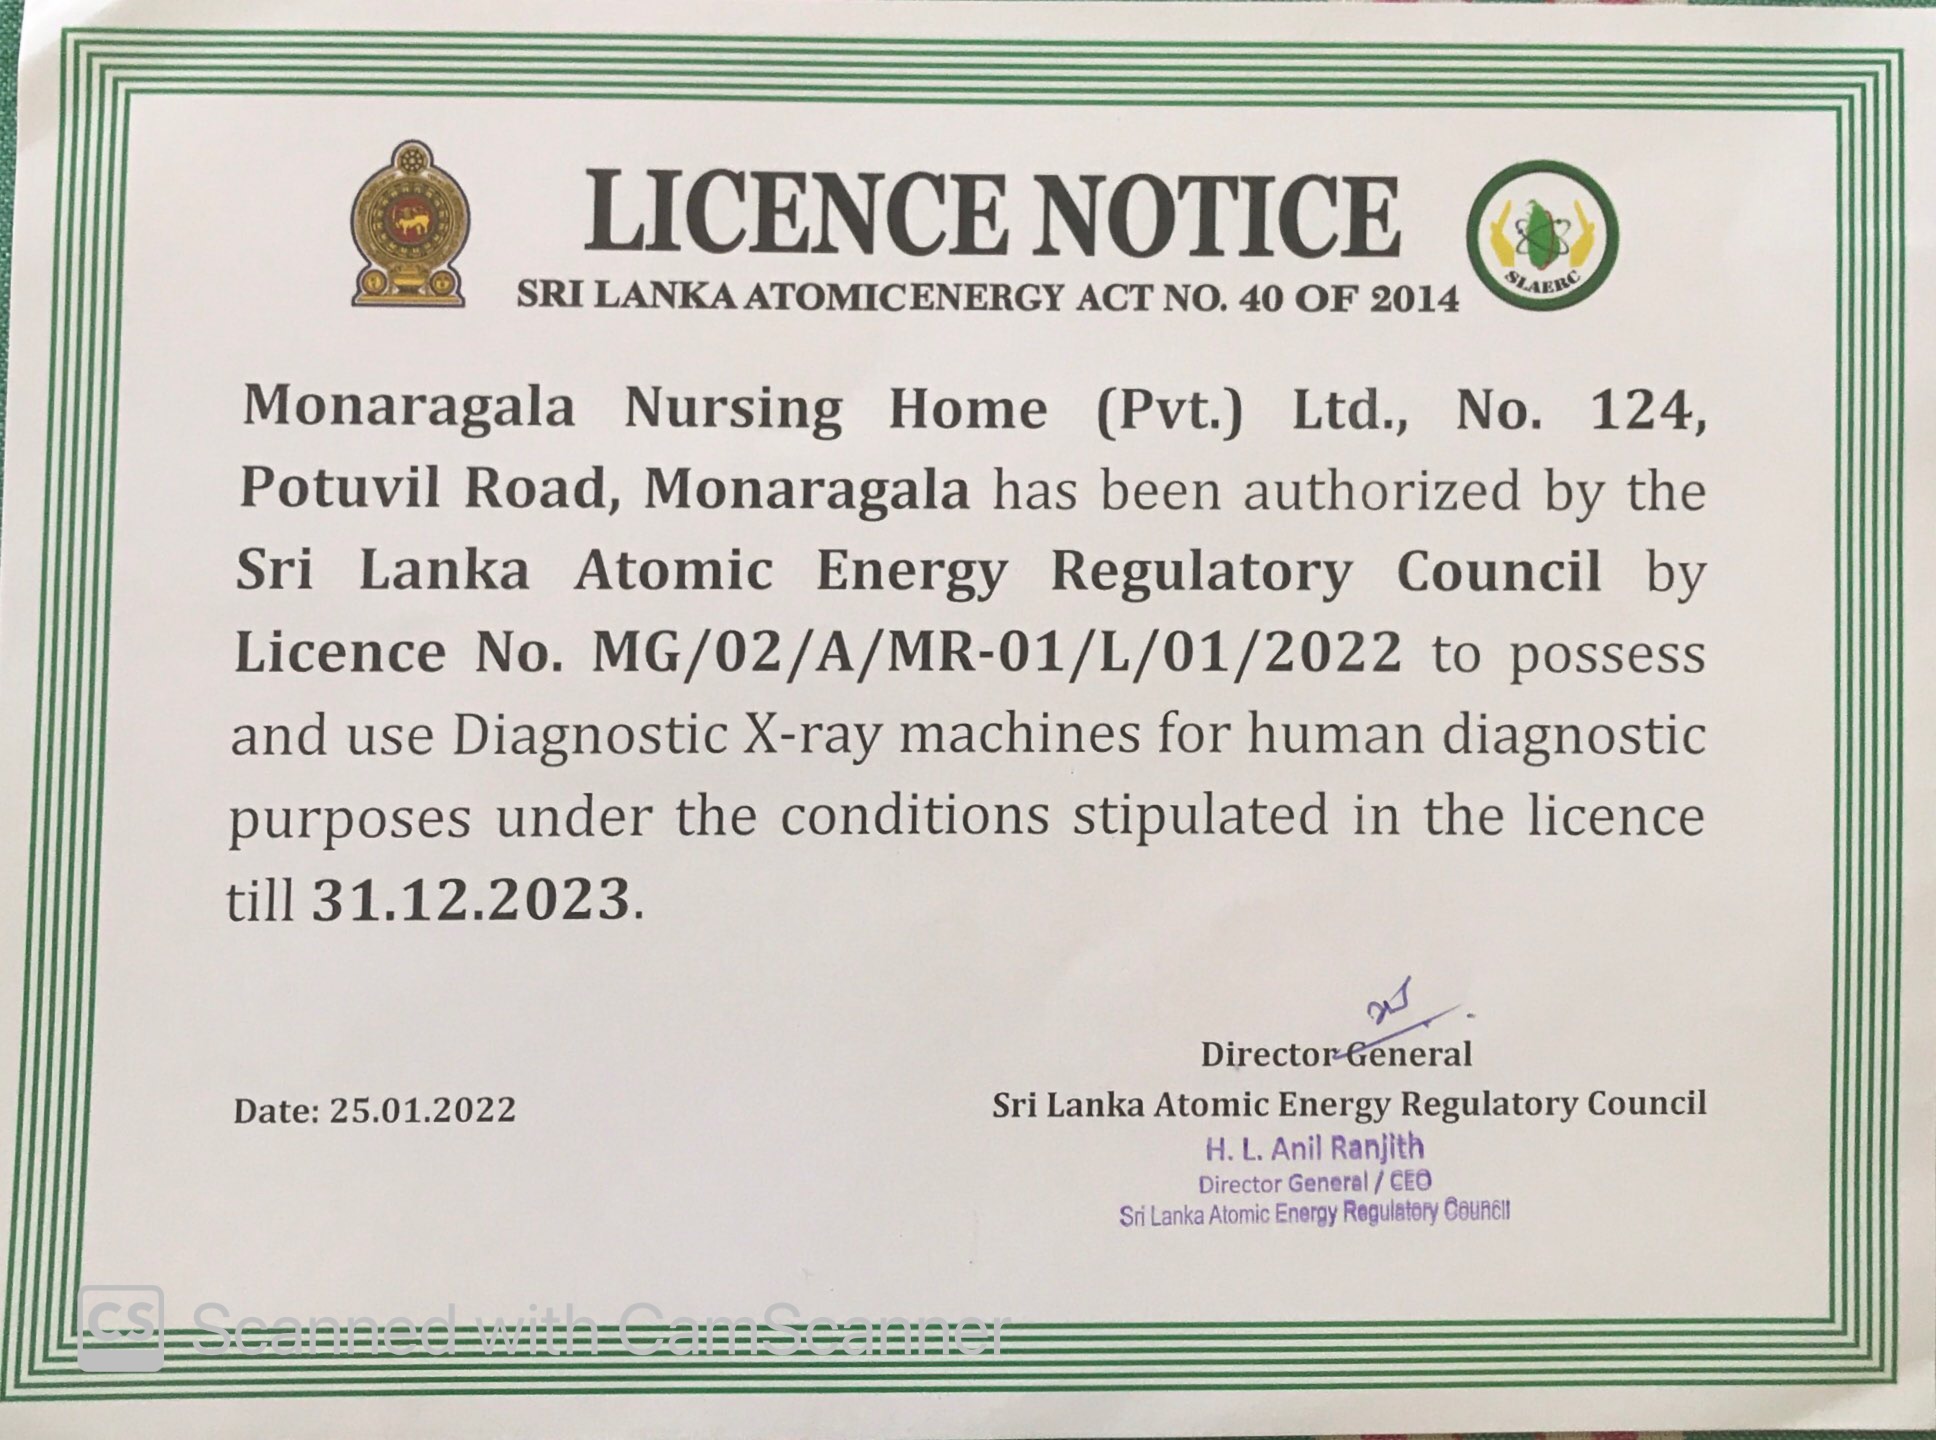 LICENCE NOTICE
SRI LANKA ATOMICENERGY ACT NO. 40 OF 2014
SLAERC
Monaragala Nursing Home (Pvt.) Ltd., No. 124,
Potuvil Road, Monaragala has been authorized by the
Sri Lanka Atomic Energy Regulatory Council by
Licence No. MG/02/A/MR-01/L/01/2022 to possess
and use Diagnostic X-ray machines for human diagnostic
purposes under the conditions stipulated in the licence
till 31.12.2023.
Director General
Date: 25.01.2022
Sri Lanka Atomic Energy Regulatory Council
H. L. Anil Ranjith
Director General / CEO
Sri Lanka Atomic Energy Regulatory Council
CS Scanned with CamScanner